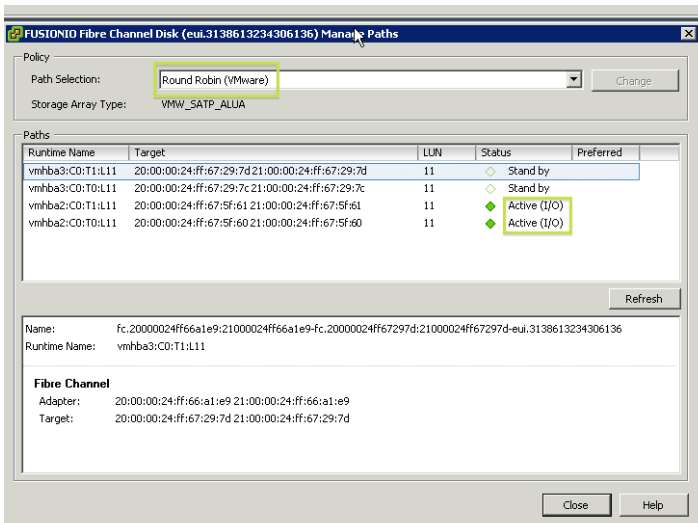 FUSIONIO Fibre Channel Disk (eui.3138613234306136) Manage Paths
Policy
Path Selection: Round Robin (VMware) Change
Storage Array Type: VMW_SATP_ALUA
Paths
Runtime Name Target LUN Status Preferred
vmhba3:C0:T1:L11 20:00:00:24:ff:67:29:7d 21:00:00:24:ff:67:29:7d 11 Stand by
vmhba3:C0:T0:L11 20:00:00:24:ff:67:29:7c 21:00:00:24:ff:67:29:7c 11 Stand by
vmhba2:C0:T1:L11 20:00:00:24:ff:67:5f:61 21:00:00:24:ff:67:5f:61 11 Active (I/O)
vmhba2:C0:T0:L11 20:00:00:24:ff:67:5f:60 21:00:00:24:ff:67:5f:60 11 Active (I/O)
Refresh
Name: fc.20000024ff66a1e9:21000024ff66a1e9-fc.20000024ff67297d:21000024ff67297d-eui.3138613234306136
Runtime Name: vmhba3:C0:T1:L11
Fibre Channel
Adapter: 20:00:00:24:ff:66:a1:e9 21:00:00:24:ff:66:a1:e9
Target: 20:00:00:24:ff:67:29:7d 21:00:00:24:ff:67:29:7d
Close Help